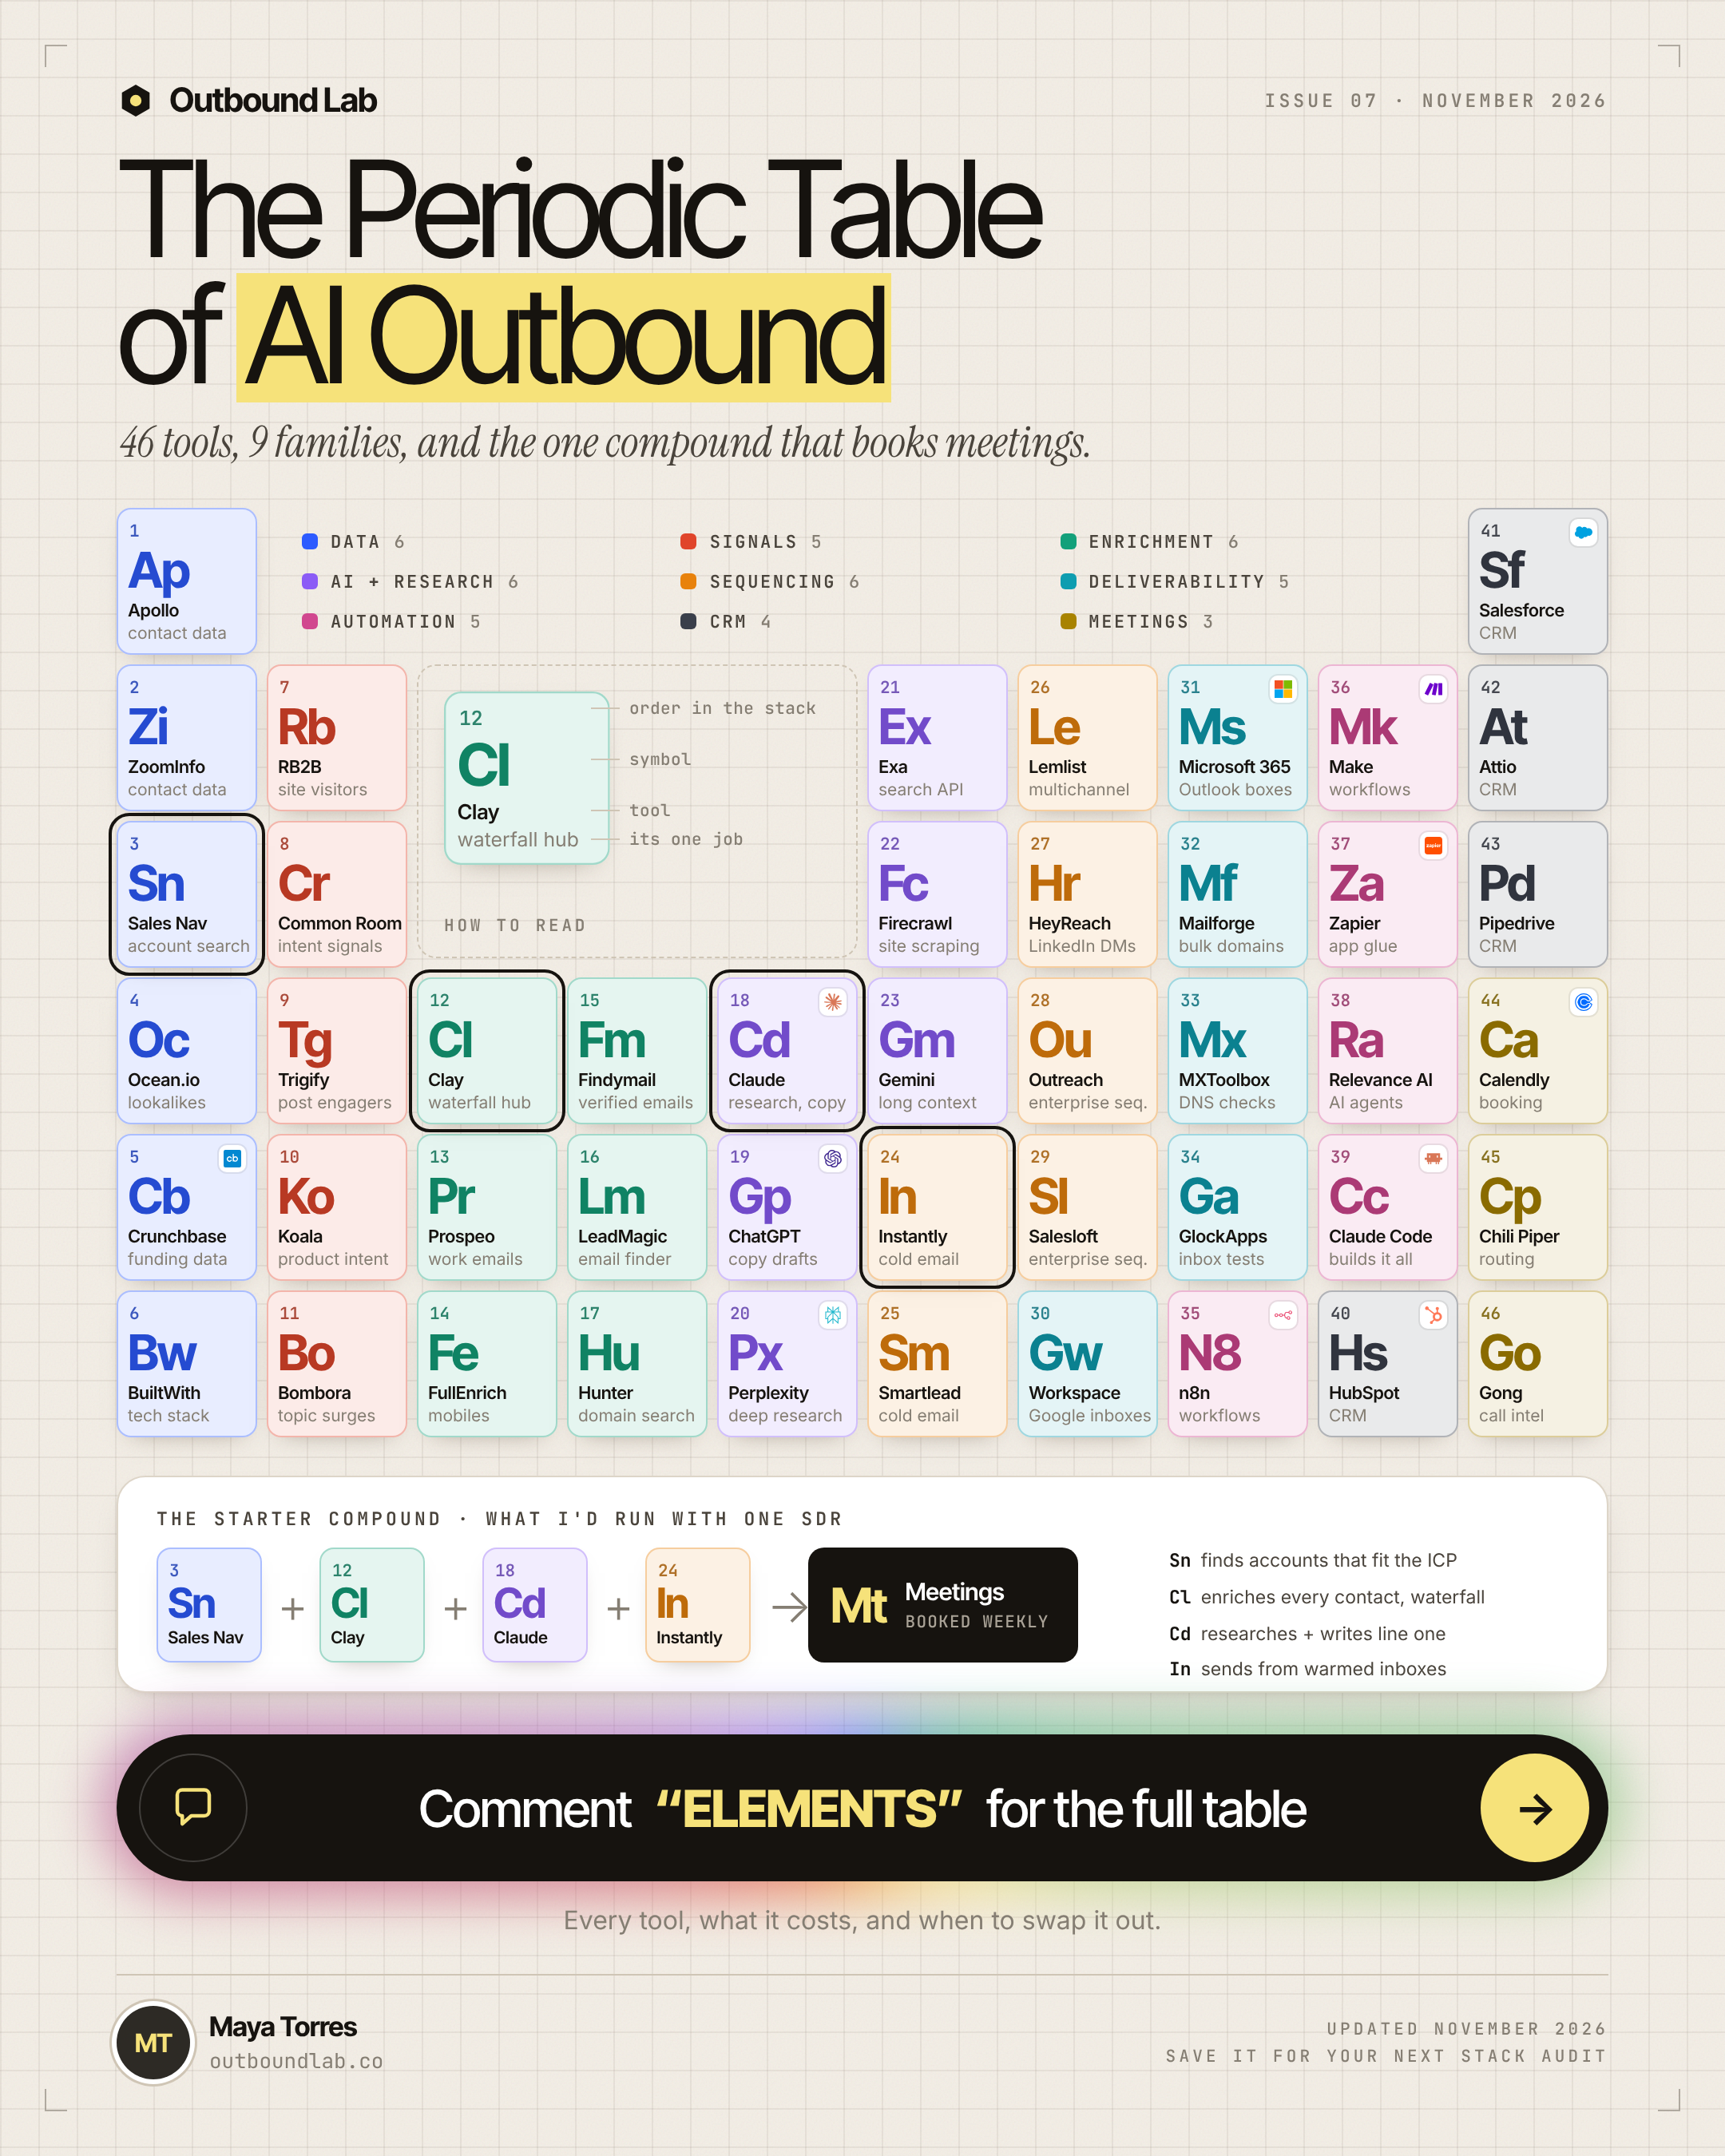 Outbound Lab
ISSUE 07 · NOVEMBER 2026
The Periodic Table
of AI Outbound
46 tools, 9 families, and the one compound that books meetings.
1
Ap
Apollo
contact data
DATA 6
SIGNALS 5
ENRICHMENT 6
AI + RESEARCH 6
SEQUENCING 6
DELIVERABILITY 5
AUTOMATION 5
CRM 4
MEETINGS 3
41
Sf
Salesforce
CRM
2
Zi
ZoomInfo
contact data
7
Rb
RB2B
site visitors
12
Cl
Clay
waterfall hub
order in the stack
symbol
tool
its one job
HOW TO READ
21
Ex
Exa
search API
26
Le
Lemlist
multichannel
31
Ms
Microsoft 365
Outlook boxes
36
Mk
Make
workflows
42
At
Attio
CRM
3
Sn
Sales Nav
account search
8
Cr
Common Room
intent signals
22
Fc
Firecrawl
site scraping
27
Hr
HeyReach
LinkedIn DMs
32
Mf
Mailforge
bulk domains
37
zapier
Za
Zapier
app glue
43
Pd
Pipedrive
CRM
4
Oc
Ocean.io
lookalikes
9
Tg
Trigify
post engagers
12
Cl
Clay
waterfall hub
15
Fm
Findymail
verified emails
18
Cd
Claude
research, copy
23
Gm
Gemini
long context
28
Ou
Outreach
enterprise seq.
33
Mx
MXToolbox
DNS checks
38
Ra
Relevance AI
AI agents
44
Ca
Calendly
booking
5
cb
Cb
Crunchbase
funding data
10
Ko
Koala
product intent
13
Pr
Prospeo
work emails
16
Lm
LeadMagic
email finder
19
Gp
ChatGPT
copy drafts
24
In
Instantly
cold email
29
Sl
Salesloft
enterprise seq.
34
Ga
GlockApps
inbox tests
39
Cc
Claude Code
builds it all
45
Cp
Chili Piper
routing
6
Bw
BuiltWith
tech stack
11
Bo
Bombora
topic surges
14
Fe
FullEnrich
mobiles
17
Hu
Hunter
domain search
20
Px
Perplexity
deep research
25
Sm
Smartlead
cold email
30
Gw
Workspace
Google inboxes
35
N8
n8n
workflows
40
Hs
HubSpot
CRM
46
Go
Gong
call intel
THE STARTER COMPOUND · WHAT I'D RUN WITH ONE SDR
3
Sn
Sales Nav
+
12
Cl
Clay
+
18
Cd
Claude
+
24
In
Instantly
→
Mt
Meetings
BOOKED WEEKLY
Sn finds accounts that fit the ICP
Cl enriches every contact, waterfall
Cd researches + writes line one
In sends from warmed inboxes
Comment “ELEMENTS” for the full table
Every tool, what it costs, and when to swap it out.
MT
Maya Torres
outboundlab.co
UPDATED NOVEMBER 2026
SAVE IT FOR YOUR NEXT STACK AUDIT